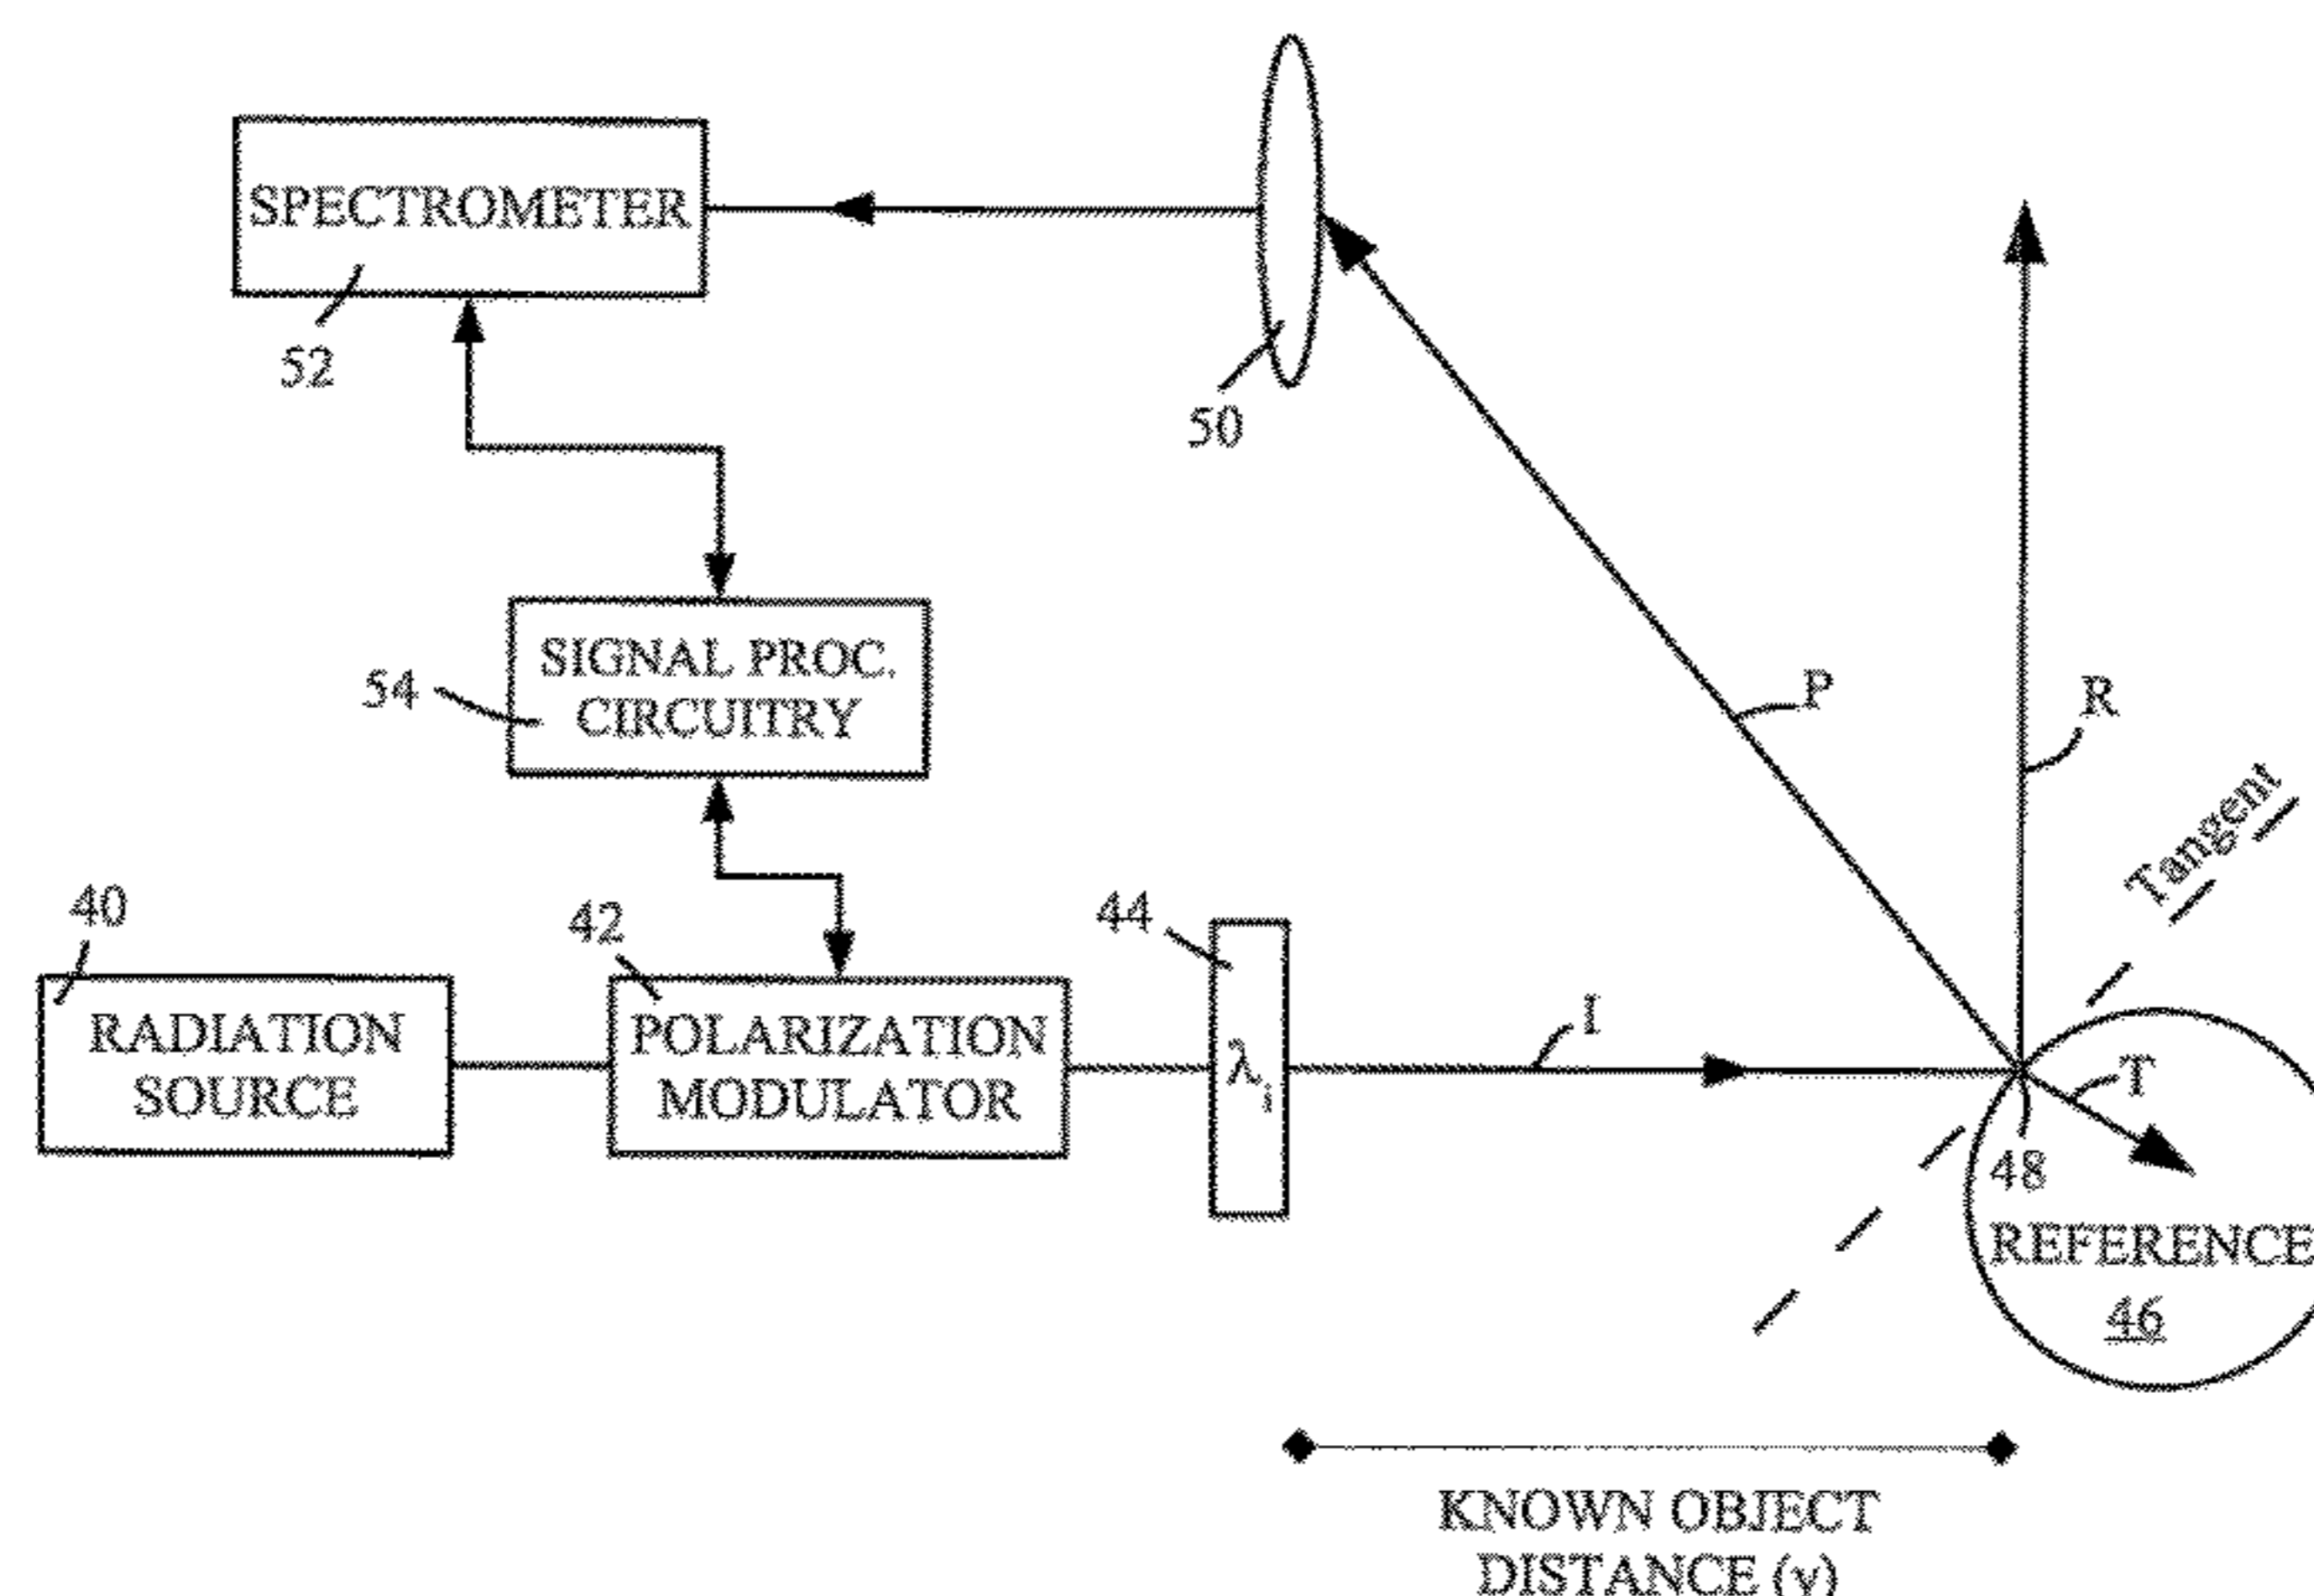 SPECTROMETER
52
50
SIGNAL PROC.
CIRCUITRY
54
P
R
Tangent
40
42
44
RADIATION
SOURCE
POLARIZATION
MODULATOR
λi
I
T
48
REFERENCE
46
KNOWN OBJECT
DISTANCE (y)